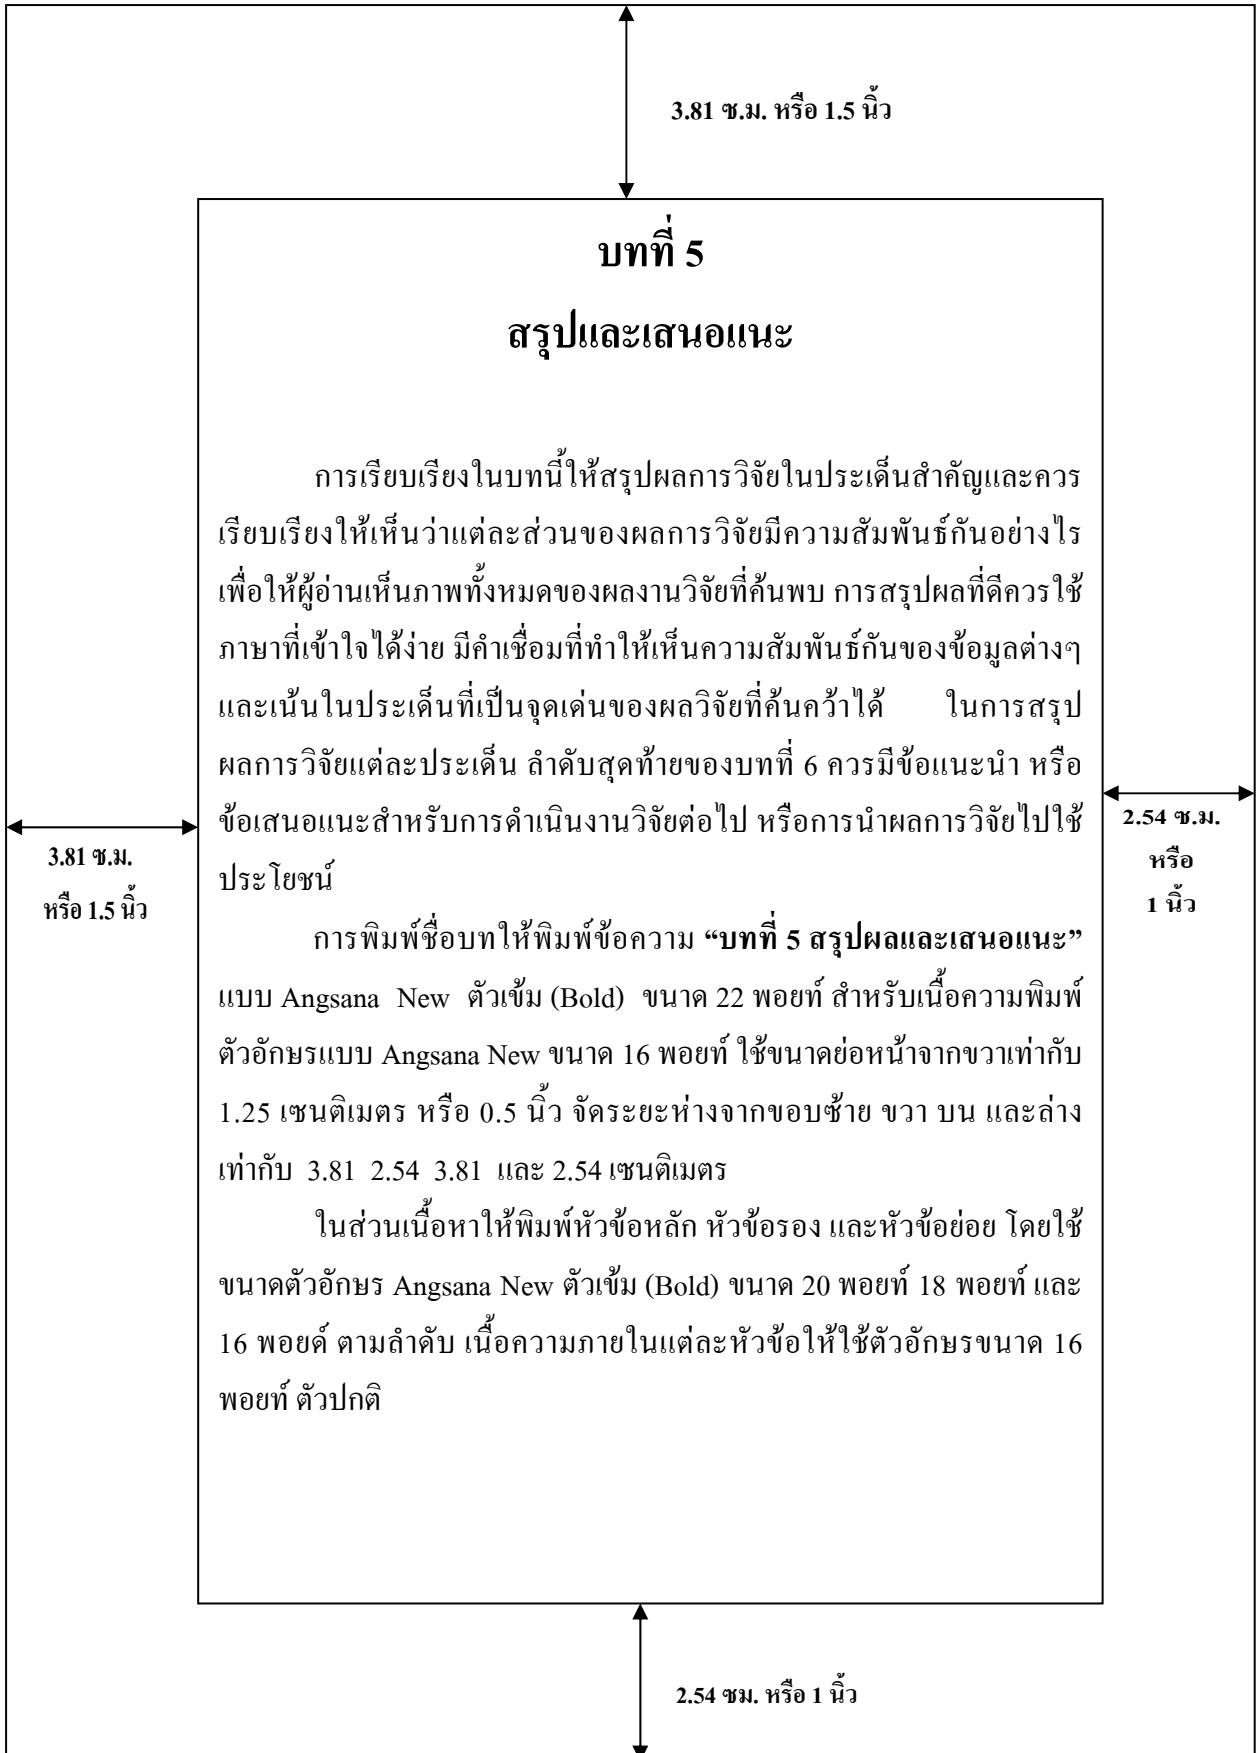 3.81 ซ.ม. หรือ 1.5 นิ้ว
บทที่ 5
สรุปและเสนอแนะ
การเรียบเรียงในบทนี้ให้สรุปผลการวิจัยในประเด็นสำคัญและควร
เรียบเรียงให้เห็นว่าแต่ละส่วนของผลการวิจัยมีความสัมพันธ์กันอย่างไร
เพื่อให้ผู้อ่านเห็นภาพทั้งหมดของผลงานวิจัยที่ค้นพบ การสรุปผลที่ดีควรใช้
ภาษาที่เข้าใจได้ง่าย มีคำเชื่อมที่ทำให้เห็นความสัมพันธ์กันของข้อมูลต่างๆ
และเน้นในประเด็นที่เป็นจุดเด่นของผลวิจัยที่ค้นคว้าได้ ในการสรุป
ผลการวิจัยแต่ละประเด็น ลำดับสุดท้ายของบทที่ 6 ควรมีข้อแนะนำ หรือ
ข้อเสนอแนะสำหรับการดำเนินงานวิจัยต่อไป หรือการนำผลการวิจัยไปใช้
ประโยชน์
การพิมพ์ชื่อบทให้พิมพ์ข้อความ “บทที่ 5 สรุปผลและเสนอแนะ”
แบบ Angsana New ตัวเข้ม (Bold) ขนาด 22 พอยท์ สำหรับเนื้อความพิมพ์
ตัวอักษรแบบ Angsana New ขนาด 16 พอยท์ ใช้ขนาดย่อหน้าจากขวาเท่ากับ
1.25 เซนติเมตร หรือ 0.5 นิ้ว จัดระยะห่างจากขอบซ้าย ขวา บน และล่าง
เท่ากับ 3.81 2.54 3.81 และ 2.54 เซนติเมตร
ในส่วนเนื้อหาให้พิมพ์หัวข้อหลัก หัวข้อรอง และหัวข้อย่อย โดยใช้
ขนาดตัวอักษร Angsana New ตัวเข้ม (Bold) ขนาด 20 พอยท์ 18 พอยท์ และ
16 พอยด์ ตามลำดับ เนื้อความภายในแต่ละหัวข้อให้ใช้ตัวอักษรขนาด 16
พอยท์ ตัวปกติ
3.81 ซ.ม.
หรือ 1.5 นิ้ว
2.54 ซ.ม.
หรือ
1 นิ้ว
2.54 ซม. หรือ 1 นิ้ว